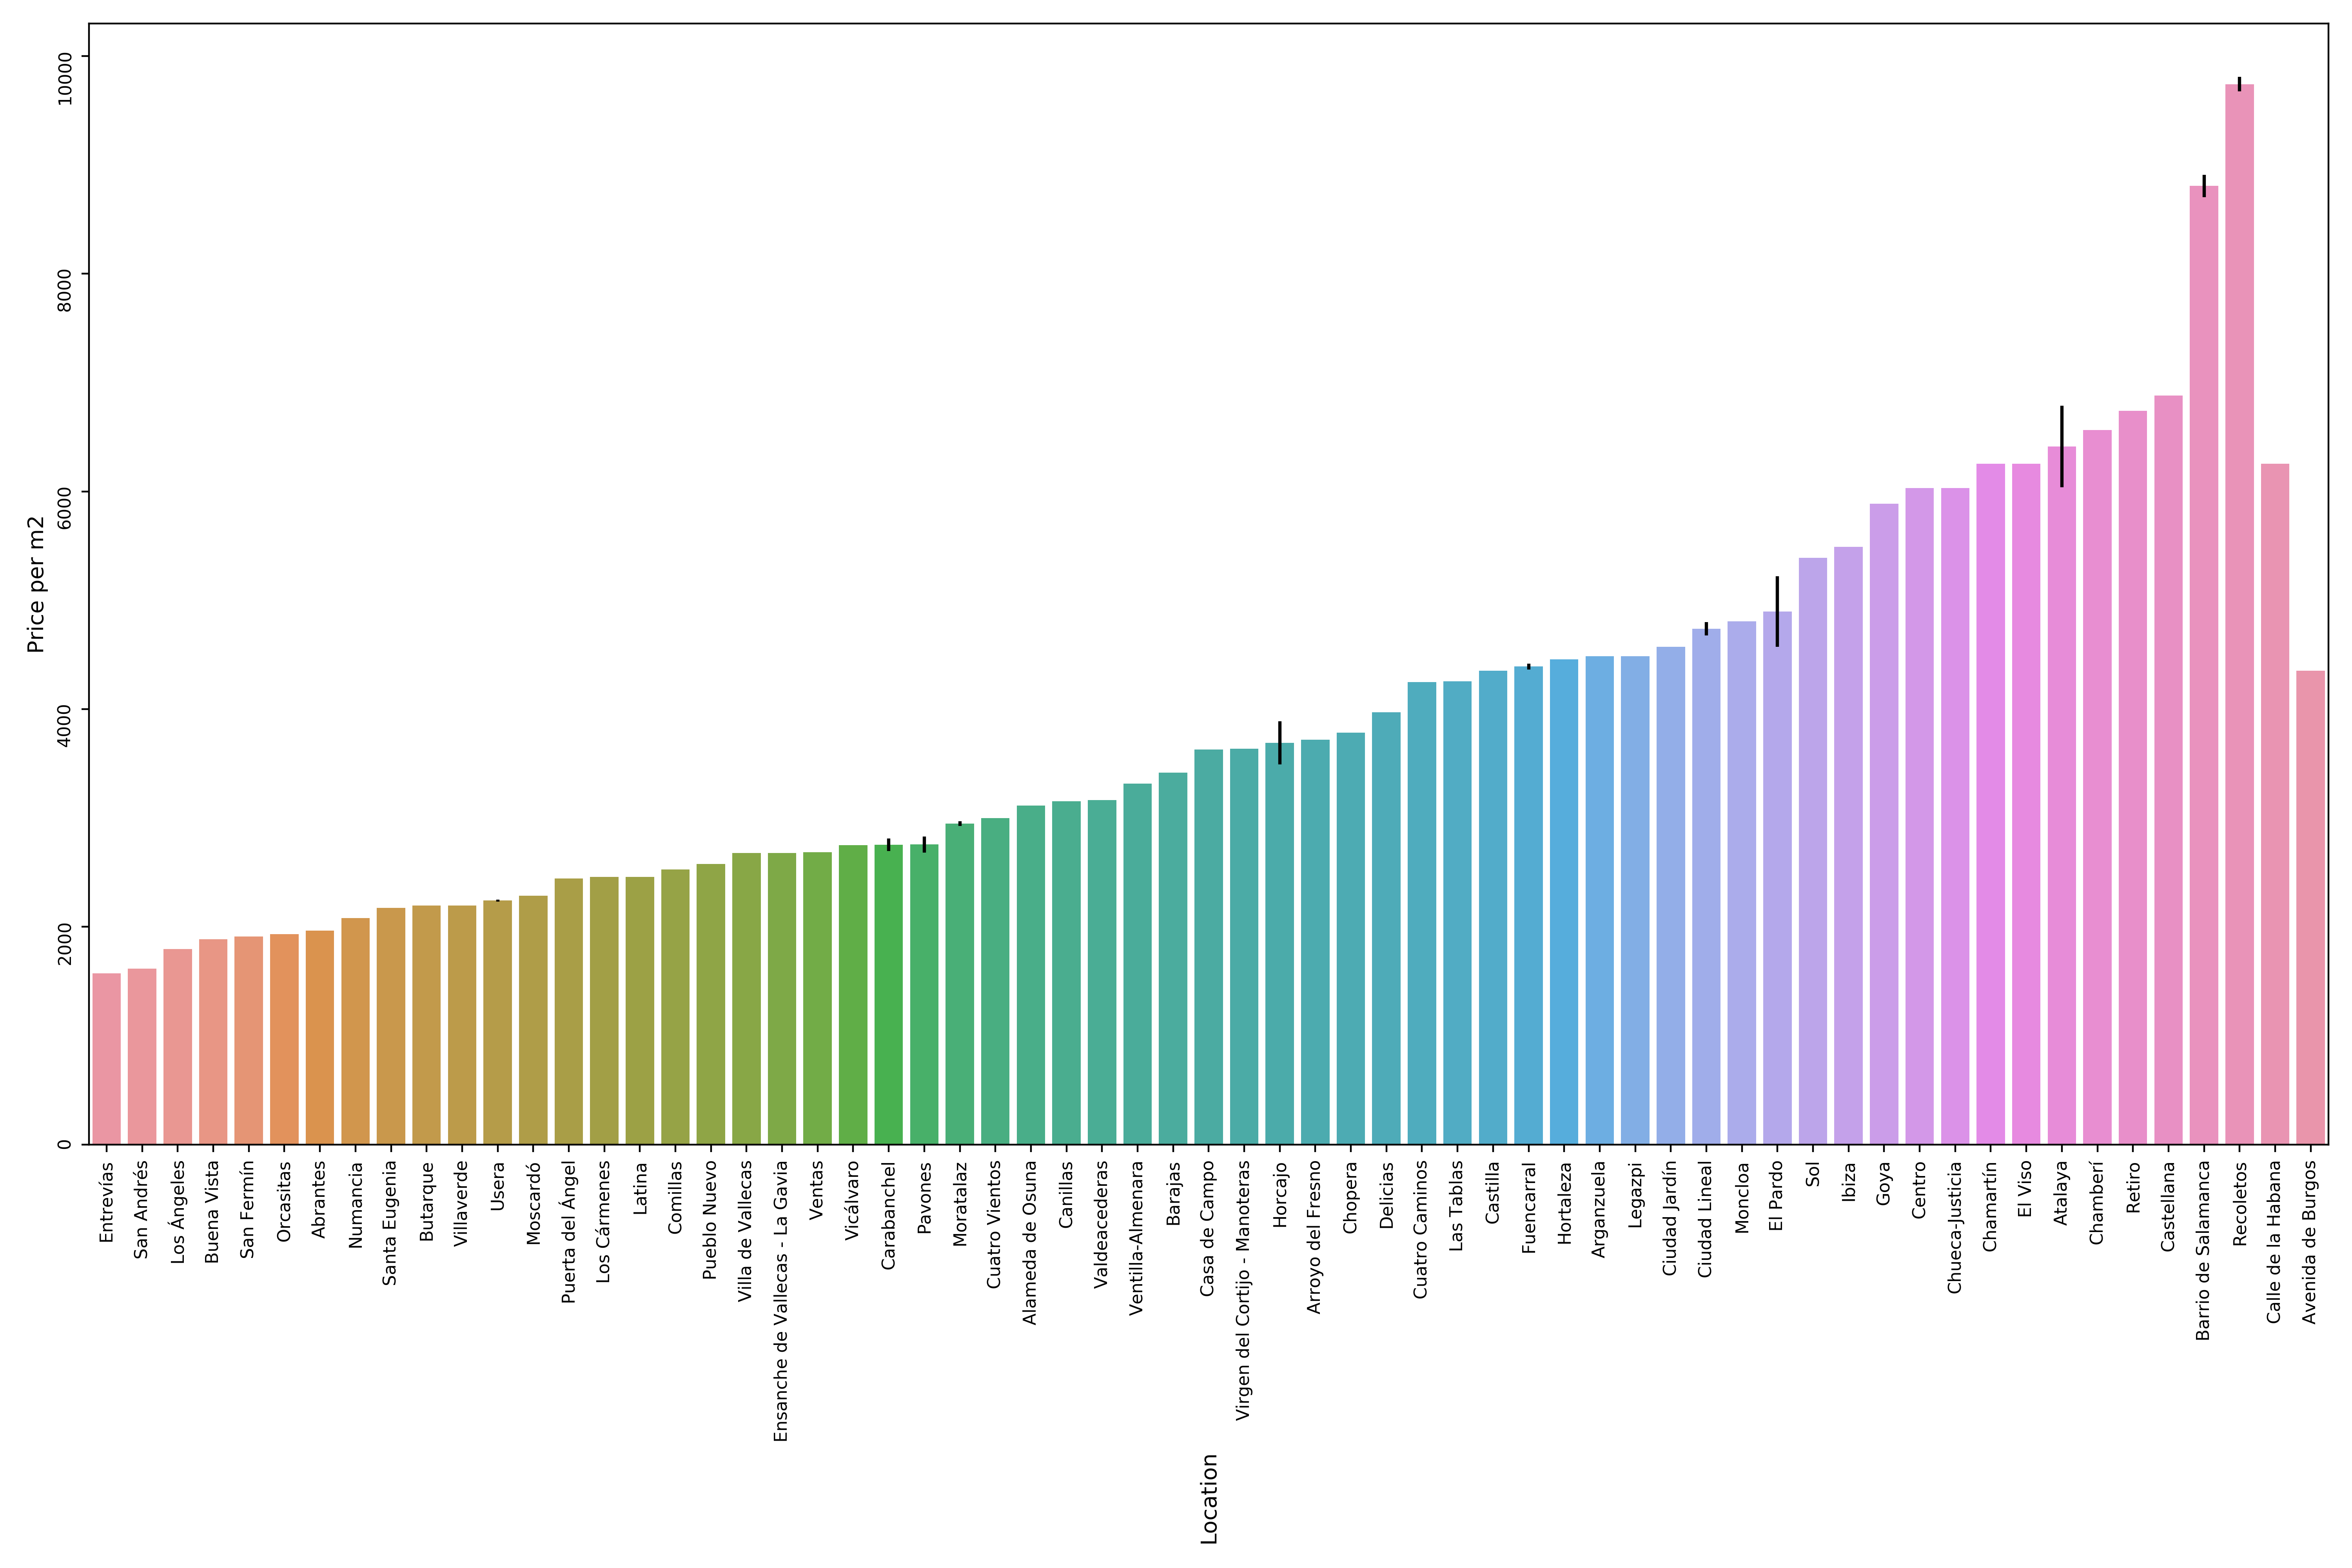 Price per m2
10000
8000
6000
4000
2000
0
Entrevías
San Andrés
Los Ángeles
Buena Vista
San Fermín
Orcasitas
Abrantes
Numancia
Santa Eugenia
Butarque
Villaverde
Usera
Moscardó
Puerta del Ángel
Los Cármenes
Latina
Comillas
Pueblo Nuevo
Villa de Vallecas
Ensanche de Vallecas - La Gavia
Ventas
Vicálvaro
Carabanchel
Pavones
Moratalaz
Cuatro Vientos
Alameda de Osuna
Canillas
Valdeacederas
Ventilla-Almenara
Barajas
Casa de Campo
Virgen del Cortijo - Manoteras
Horcajo
Arroyo del Fresno
Chopera
Delicias
Cuatro Caminos
Las Tablas
Castilla
Fuencarral
Hortaleza
Arganzuela
Legazpi
Ciudad Jardín
Ciudad Lineal
Moncloa
El Pardo
Sol
Ibiza
Goya
Centro
Chueca-Justicia
Chamartín
El Viso
Atalaya
Chamberí
Retiro
Castellana
Barrio de Salamanca
Recoletos
Calle de la Habana
Avenida de Burgos
Location